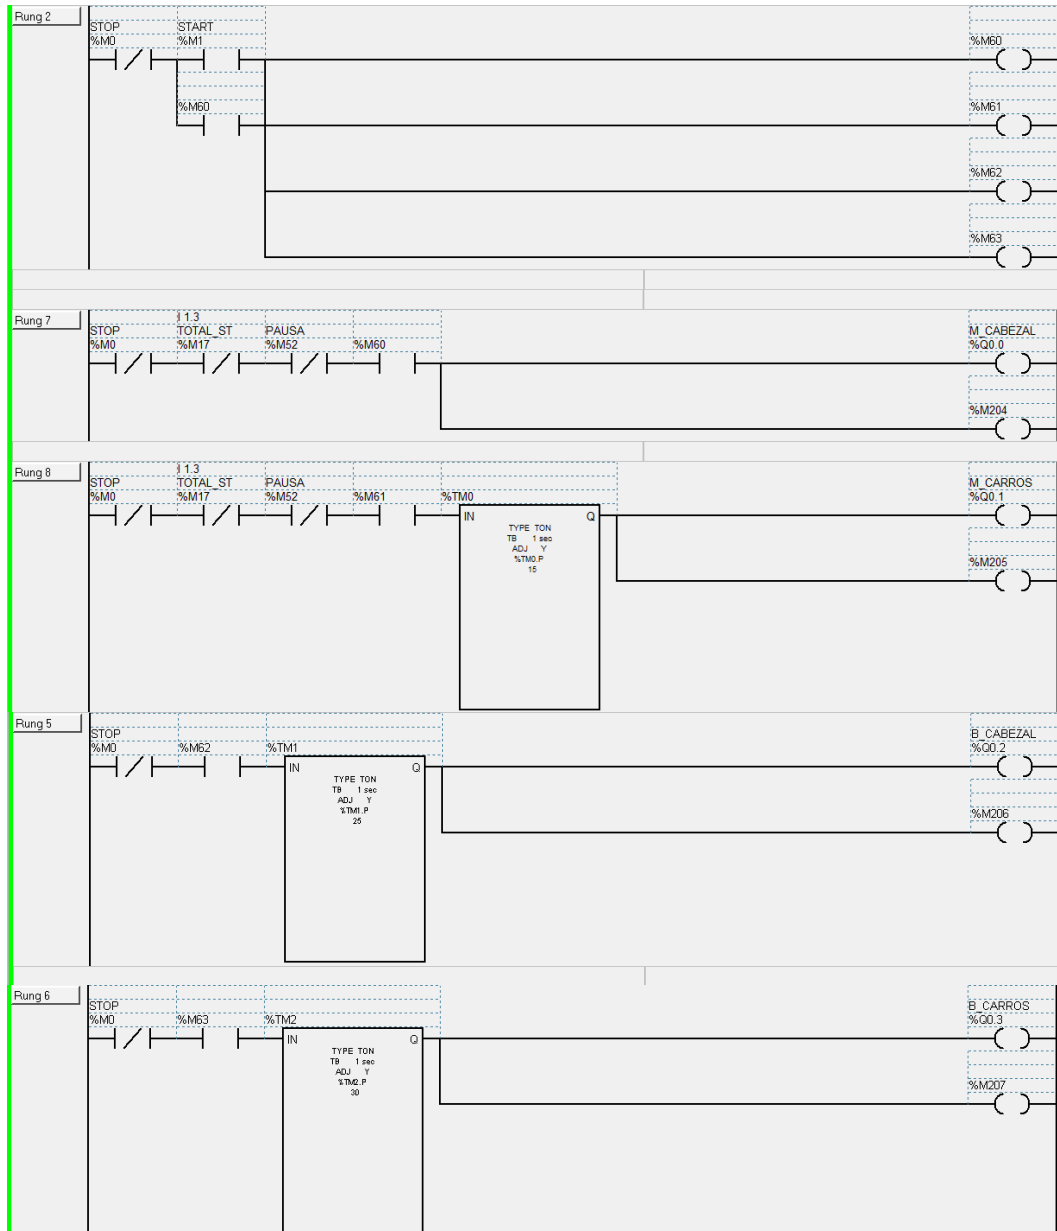 Rung 2
STOP START
%M0 %M1 %M60
%M60 %M61
%M62
%M63
Rung 7
I 1.3
STOP TOTAL_ST PAUSA M_CABEZAL
%M0 %M17 %M52 %M60 %Q0.0
%M204
Rung 8
I 1.3
STOP TOTAL_ST PAUSA M_CARROS
%M0 %M17 %M52 %M61 %TM0 %Q0.1
IN Q
TYPE TON
TB 1 sec
ADJ Y
%TM0.P
15
%M205
Rung 5
STOP B_CABEZAL
%M0 %M62 %TM1 %Q0.2
IN Q
TYPE TON
TB 1 sec
ADJ Y
%TM1.P
25
%M206
Rung 6
STOP B_CARROS
%M0 %M63 %TM2 %Q0.3
IN Q
TYPE TON
TB 1 sec
ADJ Y
%TM2.P
30
%M207